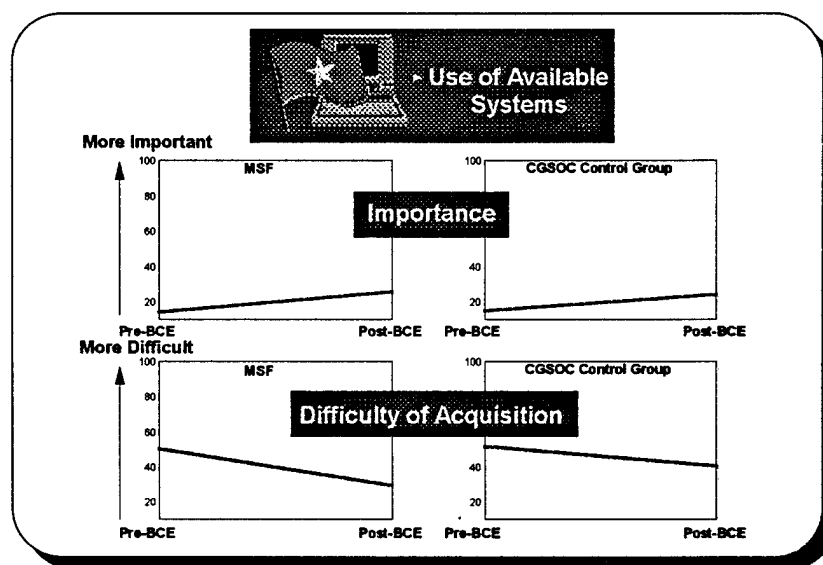 Use of Available
Systems
More Important
100
MSF
80
60
40
20
Pre-BCE
Post-BCE
Importance
100
CGSOC Control Group
80
60
40
20
Pre-BCE
Post-BCE
More Difficult
100
MSF
80
60
40
20
Pre-BCE
Post-BCE
Difficulty of Acquisition
100
CGSOC Control Group
80
60
40
20
Pre-BCE
Post-BCE